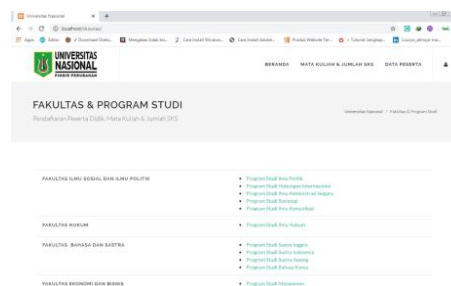 Universitas Nasional
localhost/skunas/
Apps
Editor
UNIVERSITAS
NASIONAL
PIONIR PERUBAHAN
BERANDA MATA KULIAH & JUMLAH SKS DATA PESERTA
FAKULTAS & PROGRAM STUDI
Pendaftaran Peserta Didik, Mata Kuliah & Jumlah SKS
Universitas Nasional / Fakultas & Program Studi
FAKULTAS ILMU SOSIAL DAN ILMU POLITIK
Program Studi Ilmu Politik
Program Studi Hubungan Internasional
Program Studi Ilmu Administrasi Negara
Program Studi Sosiologi
Program Studi Ilmu Komunikasi
FAKULTAS HUKUM
Program Studi Ilmu Hukum
FAKULTAS BAHASA DAN SASTRA
Program Studi Sastra Inggris
Program Studi Sastra Indonesia
Program Studi Sastra Jepang
Program Studi Bahasa Korea
FAKULTAS EKONOMI DAN BISNIS
Program Studi Manajemen